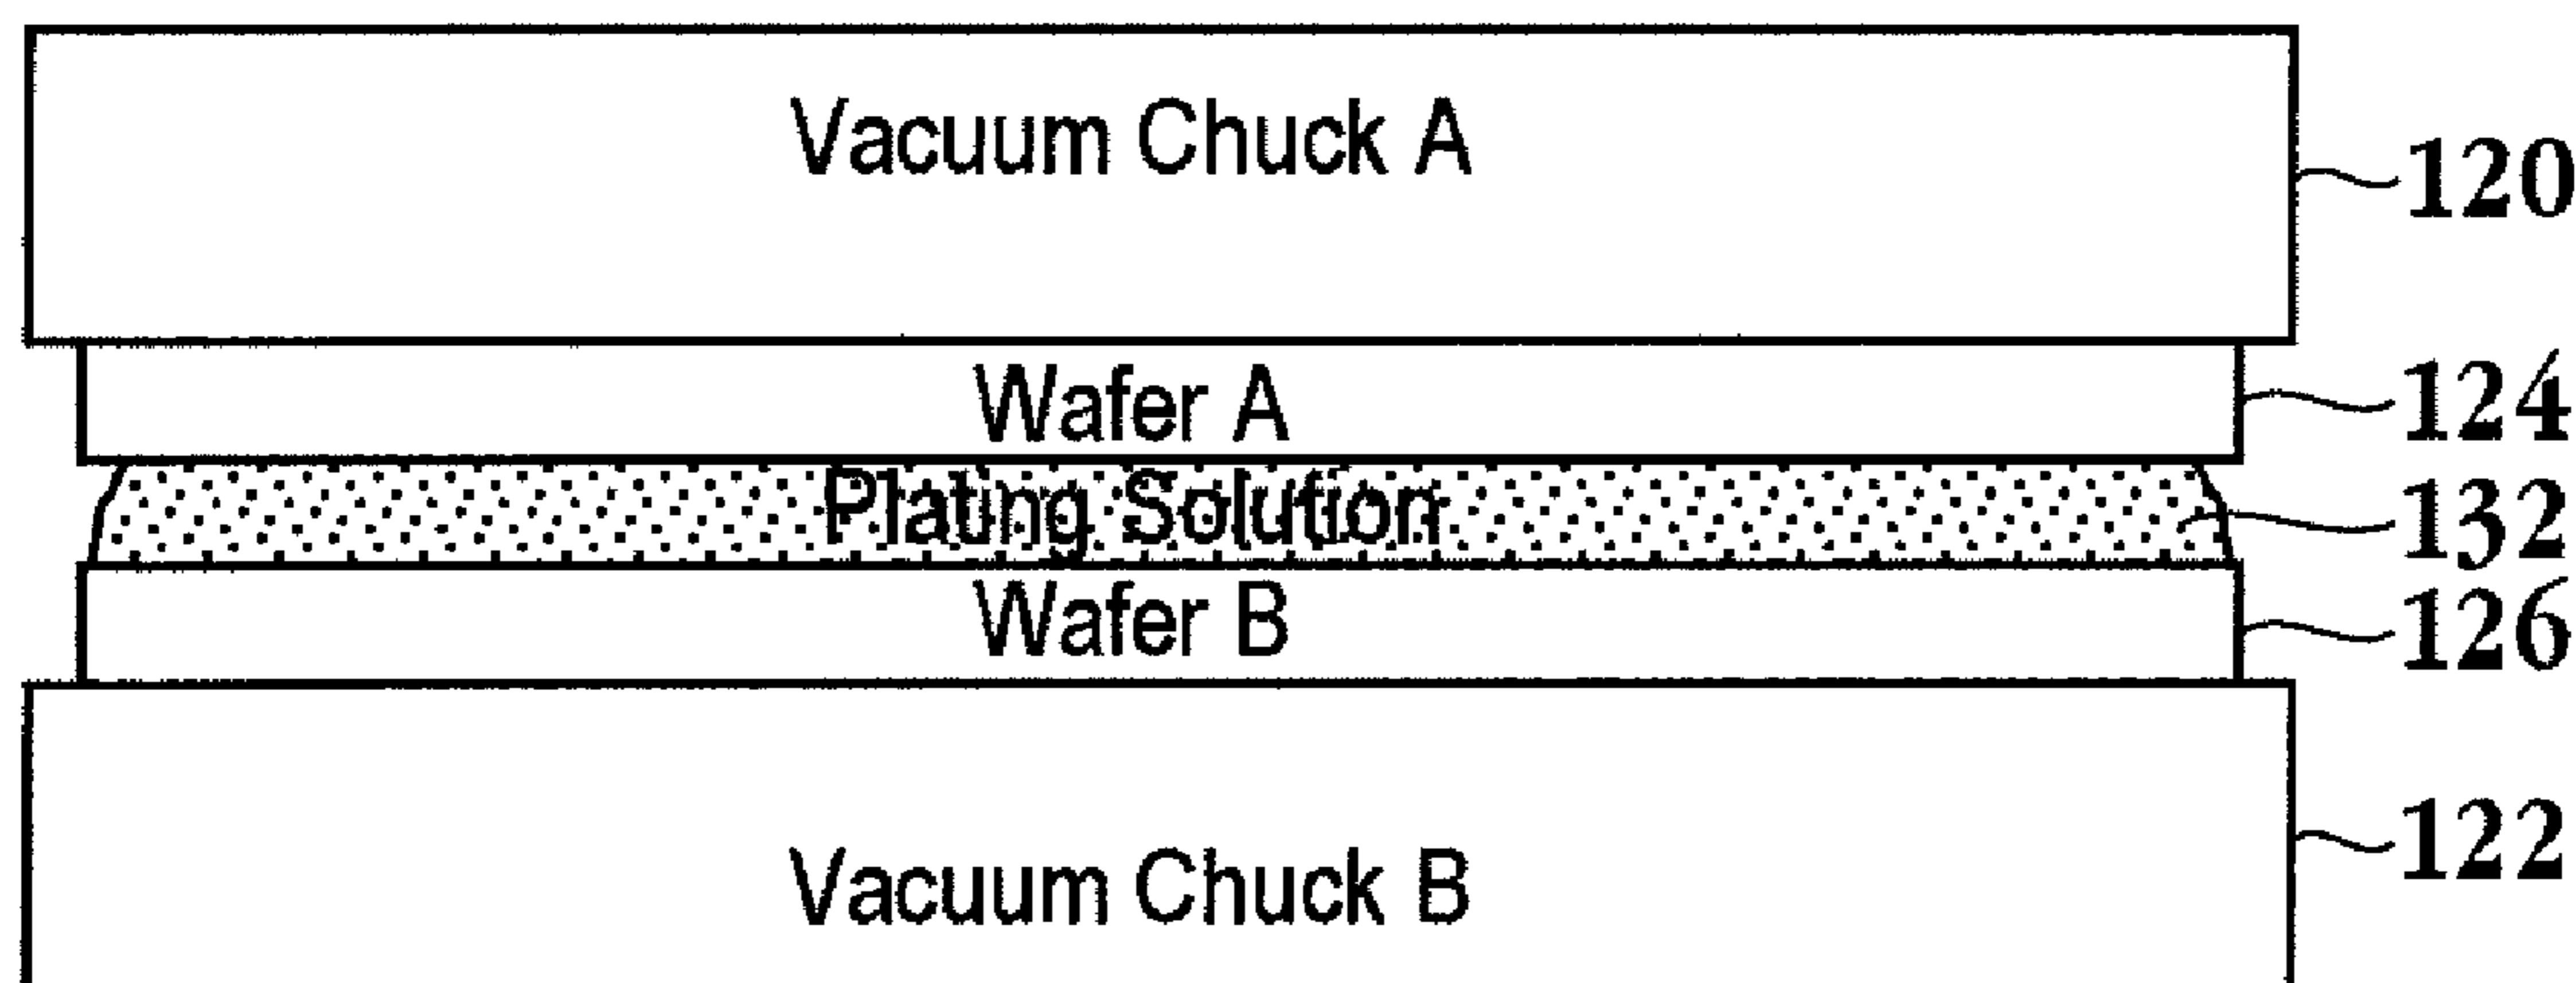 Vacuum Chuck A
120
Wafer A
124
Plating Solution
132
Wafer B
126
Vacuum Chuck B
122